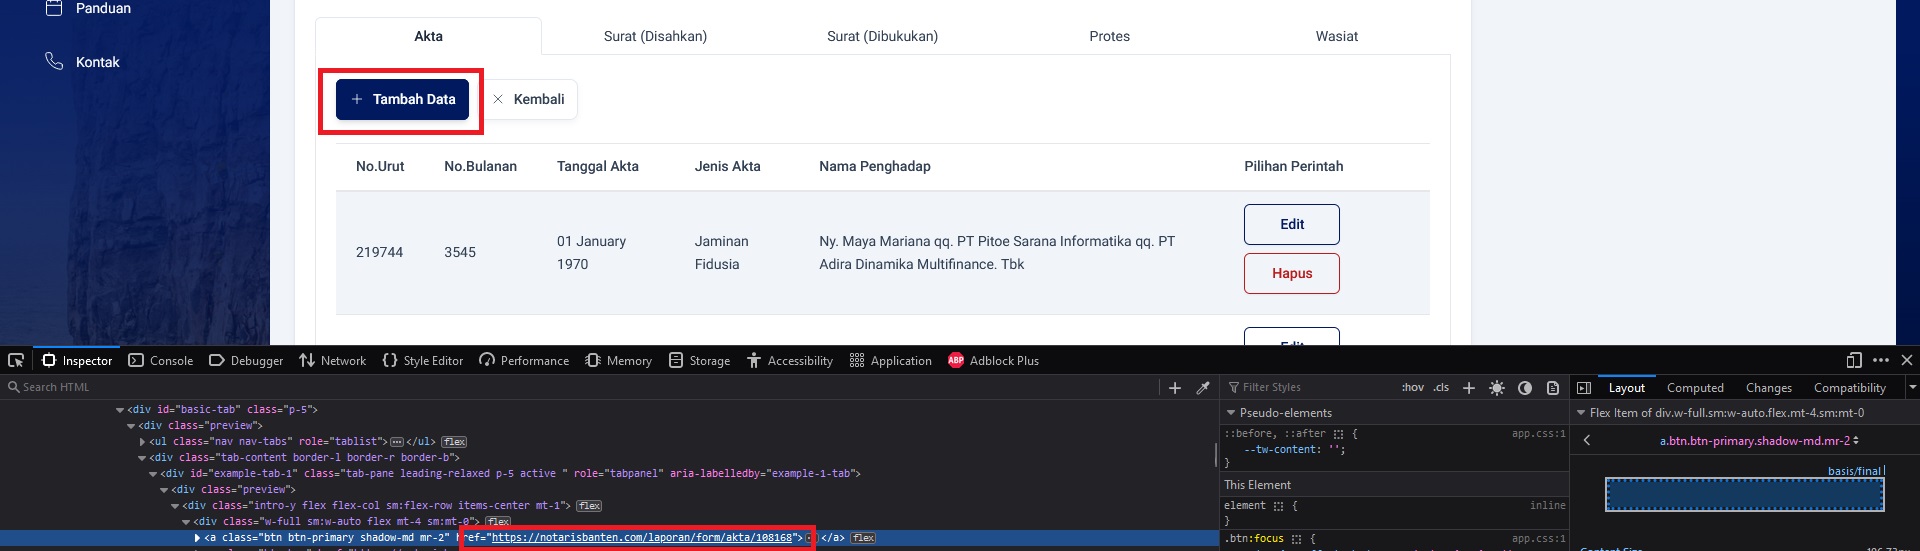 Panduan
Kontak
Akta
Surat (Disahkan)
Surat (Dibukukan)
Protes
Wasiat
+ Tambah Data
× Kembali
No.Urut No.Bulanan Tanggal Akta Jenis Akta Nama Penghadap Pilihan Perintah
219744
3545
01 January
1970
Jaminan
Fidusia
Ny. Maya Mariana qq. PT Pitoe Sarana Informatika qq. PT
Adira Dinamika Multifinance. Tbk
Edit
Hapus
Edit
Inspector Console Debugger Network Style Editor Performance Memory Storage Accessibility Application ABP Adblock Plus
Search HTML
<div id="basic-tab" class="p-5">
<div class="preview">
<ul class="nav nav-tabs" role="tablist"> ••• </ul> flex
<div class="tab-content border-l border-r border-b">
<div id="example-tab-1" class="tab-pane leading-relaxed p-5 active " role="tabpanel" aria-labelledby="example-1-tab">
<div class="preview">
<div class="intro-y flex flex-col sm:flex-row items-center mt-1"> flex
<div class="w-full sm:w-auto flex mt-4 sm:mt-0"> flex
<a class="btn btn-primary shadow-md mr-2" href="https://notarisbanten.com/laporan/form/akta/108168"> ••• </a> flex
Filter Styles
:hov .cls +
Pseudo-elements
::before, ::after { app.css:1
--tw-content: '';
}
This Element
element { inline
}
.btn:focus { app.css:1
Layout Computed Changes Compatibility
Flex Item of div.w-full.sm:w-auto.flex.mt-4.sm:mt-0
a.btn.btn-primary.shadow-md.mr-2
basis/final